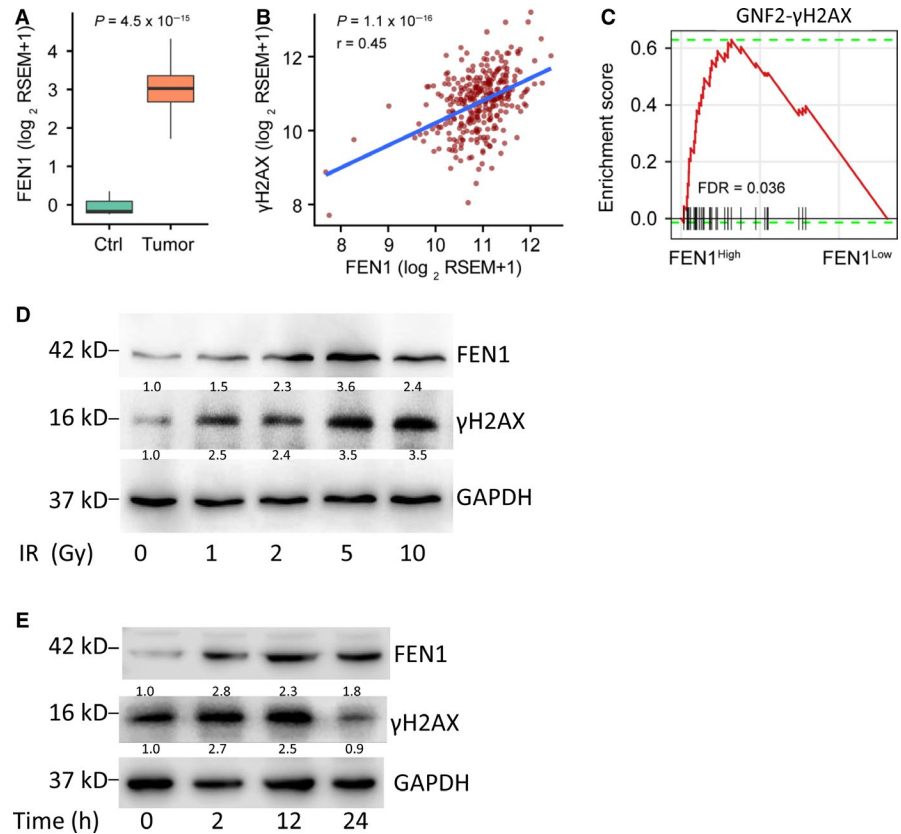 A
P = 4.5 x 10⁻¹⁵
FEN1 (log ₂ RSEM+1)
4
3
2
1
0
Ctrl Tumor
B
P = 1.1 x 10⁻¹⁶
r = 0.45
γH2AX (log ₂ RSEM+1)
12
10
8
8 9 10 11 12
FEN1 (log ₂ RSEM+1)
C
GNF2-γH2AX
Enrichment score
0.6
0.4
0.2
0.0
FDR = 0.036
FEN1ᴴⁱᵍʰ FEN1ᴸᵒʷ
D
42 kD FEN1
1.0 1.5 2.3 3.6 2.4
16 kD γH2AX
1.0 2.5 2.4 3.5 3.5
37 kD GAPDH
IR (Gy) 0 1 2 5 10
E
42 kD FEN1
1.0 2.8 2.3 1.8
16 kD γH2AX
1.0 2.7 2.5 0.9
37 kD GAPDH
Time (h) 0 2 12 24